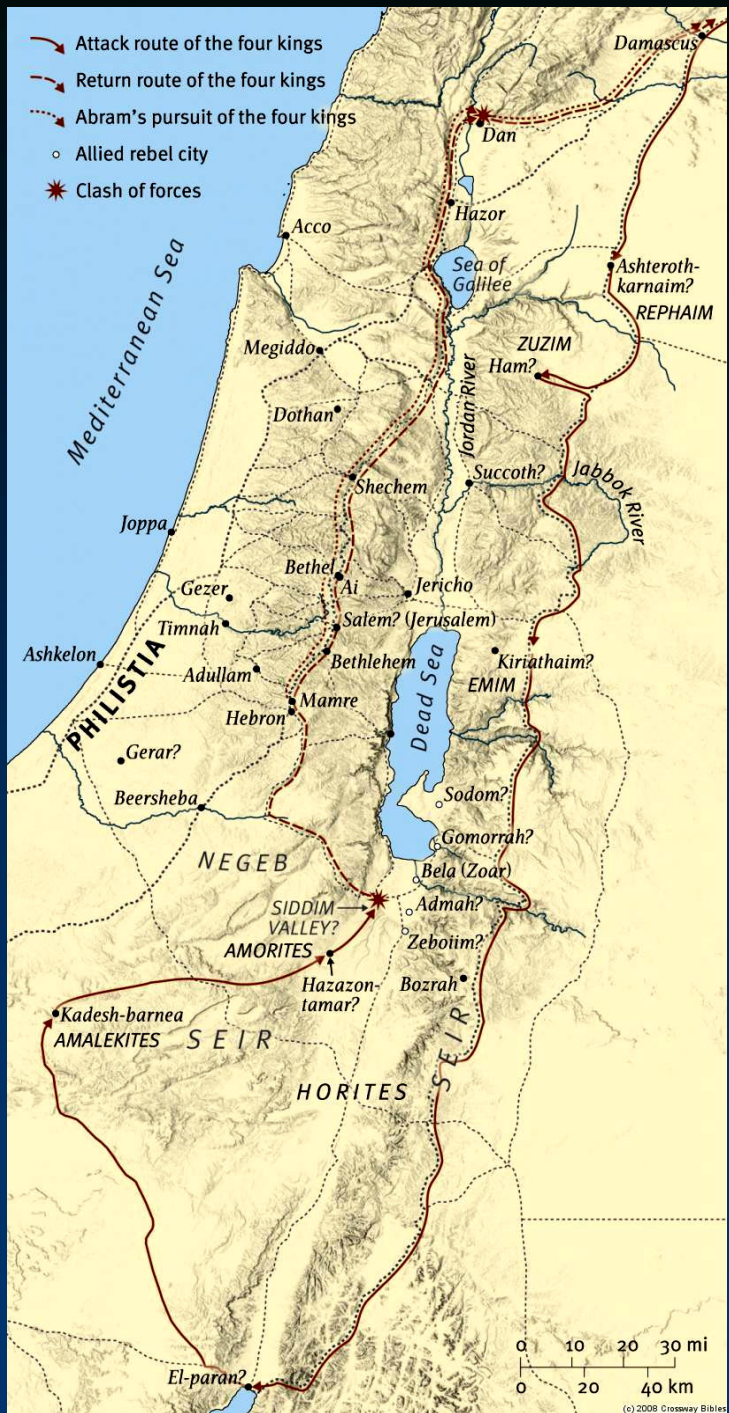 Attack route of the four kings
Return route of the four kings
Abram's pursuit of the four kings
Allied rebel city
Clash of forces
Damascus
Dan
Hazor
Acco
Sea of
Galilee
Ashteroth-
karnaim?
REPHAIM
Mediterranean Sea
Megiddo
ZUZIM
Ham?
Jordan River
Dothan
Shechem
Succoth?
Jabbok River
Joppa
Bethel
Ai
Jericho
Gezer
Timnah
Salem? (Jerusalem)
Ashkelon
PHILISTIA
Adullam
Bethlehem
Kiriathaim?
EMIM
Dead Sea
Mamre
Hebron
Gerar?
Beersheba
Sodom?
Gomorrah?
NEGEB
Bela (Zoar)
SIDDIM
VALLEY?
Admah?
AMORITES
Zeboiim?
Hazazon-
tamar?
Bozrah
Kadesh-barnea
AMALEKITES
SEIR
SEIR
HORITES
El-paran?
0 10 20 30 mi
0 20 40 km
(c) 2008 Crossway Bibles